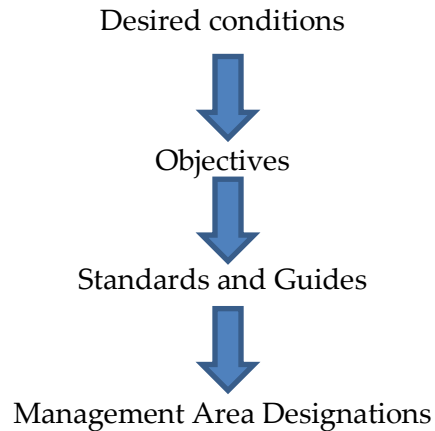 Desired conditions
Objectives
Standards and Guides
Management Area Designations